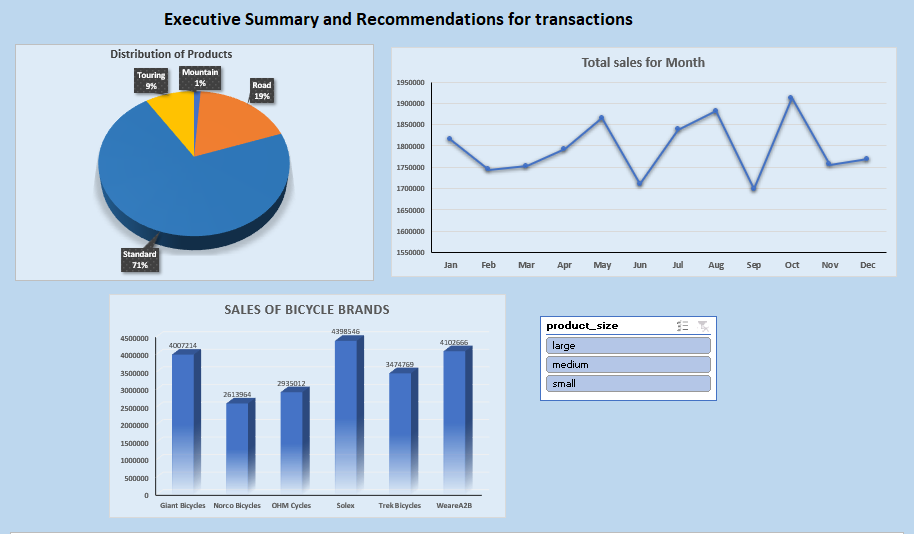 Executive Summary and Recommendations for transactions
Distribution of Products
Touring
9%
Mountain
1%
Road
19%
Standard
71%
Total sales for Month
1950000
1900000
1850000
1800000
1750000
1700000
1650000
1600000
1550000
Jan Feb Mar Apr May Jun Jul Aug Sep Oct Nov Dec
SALES OF BICYCLE BRANDS
4500000
4000000
3500000
3000000
2500000
2000000
1500000
1000000
500000
0
4007214 2613964 2935012 4398546 3474769 4102666
Giant Bicycles Norco Bicycles OHM Cycles Solex Trek Bicycles WeareA2B
product_size
large
medium
small